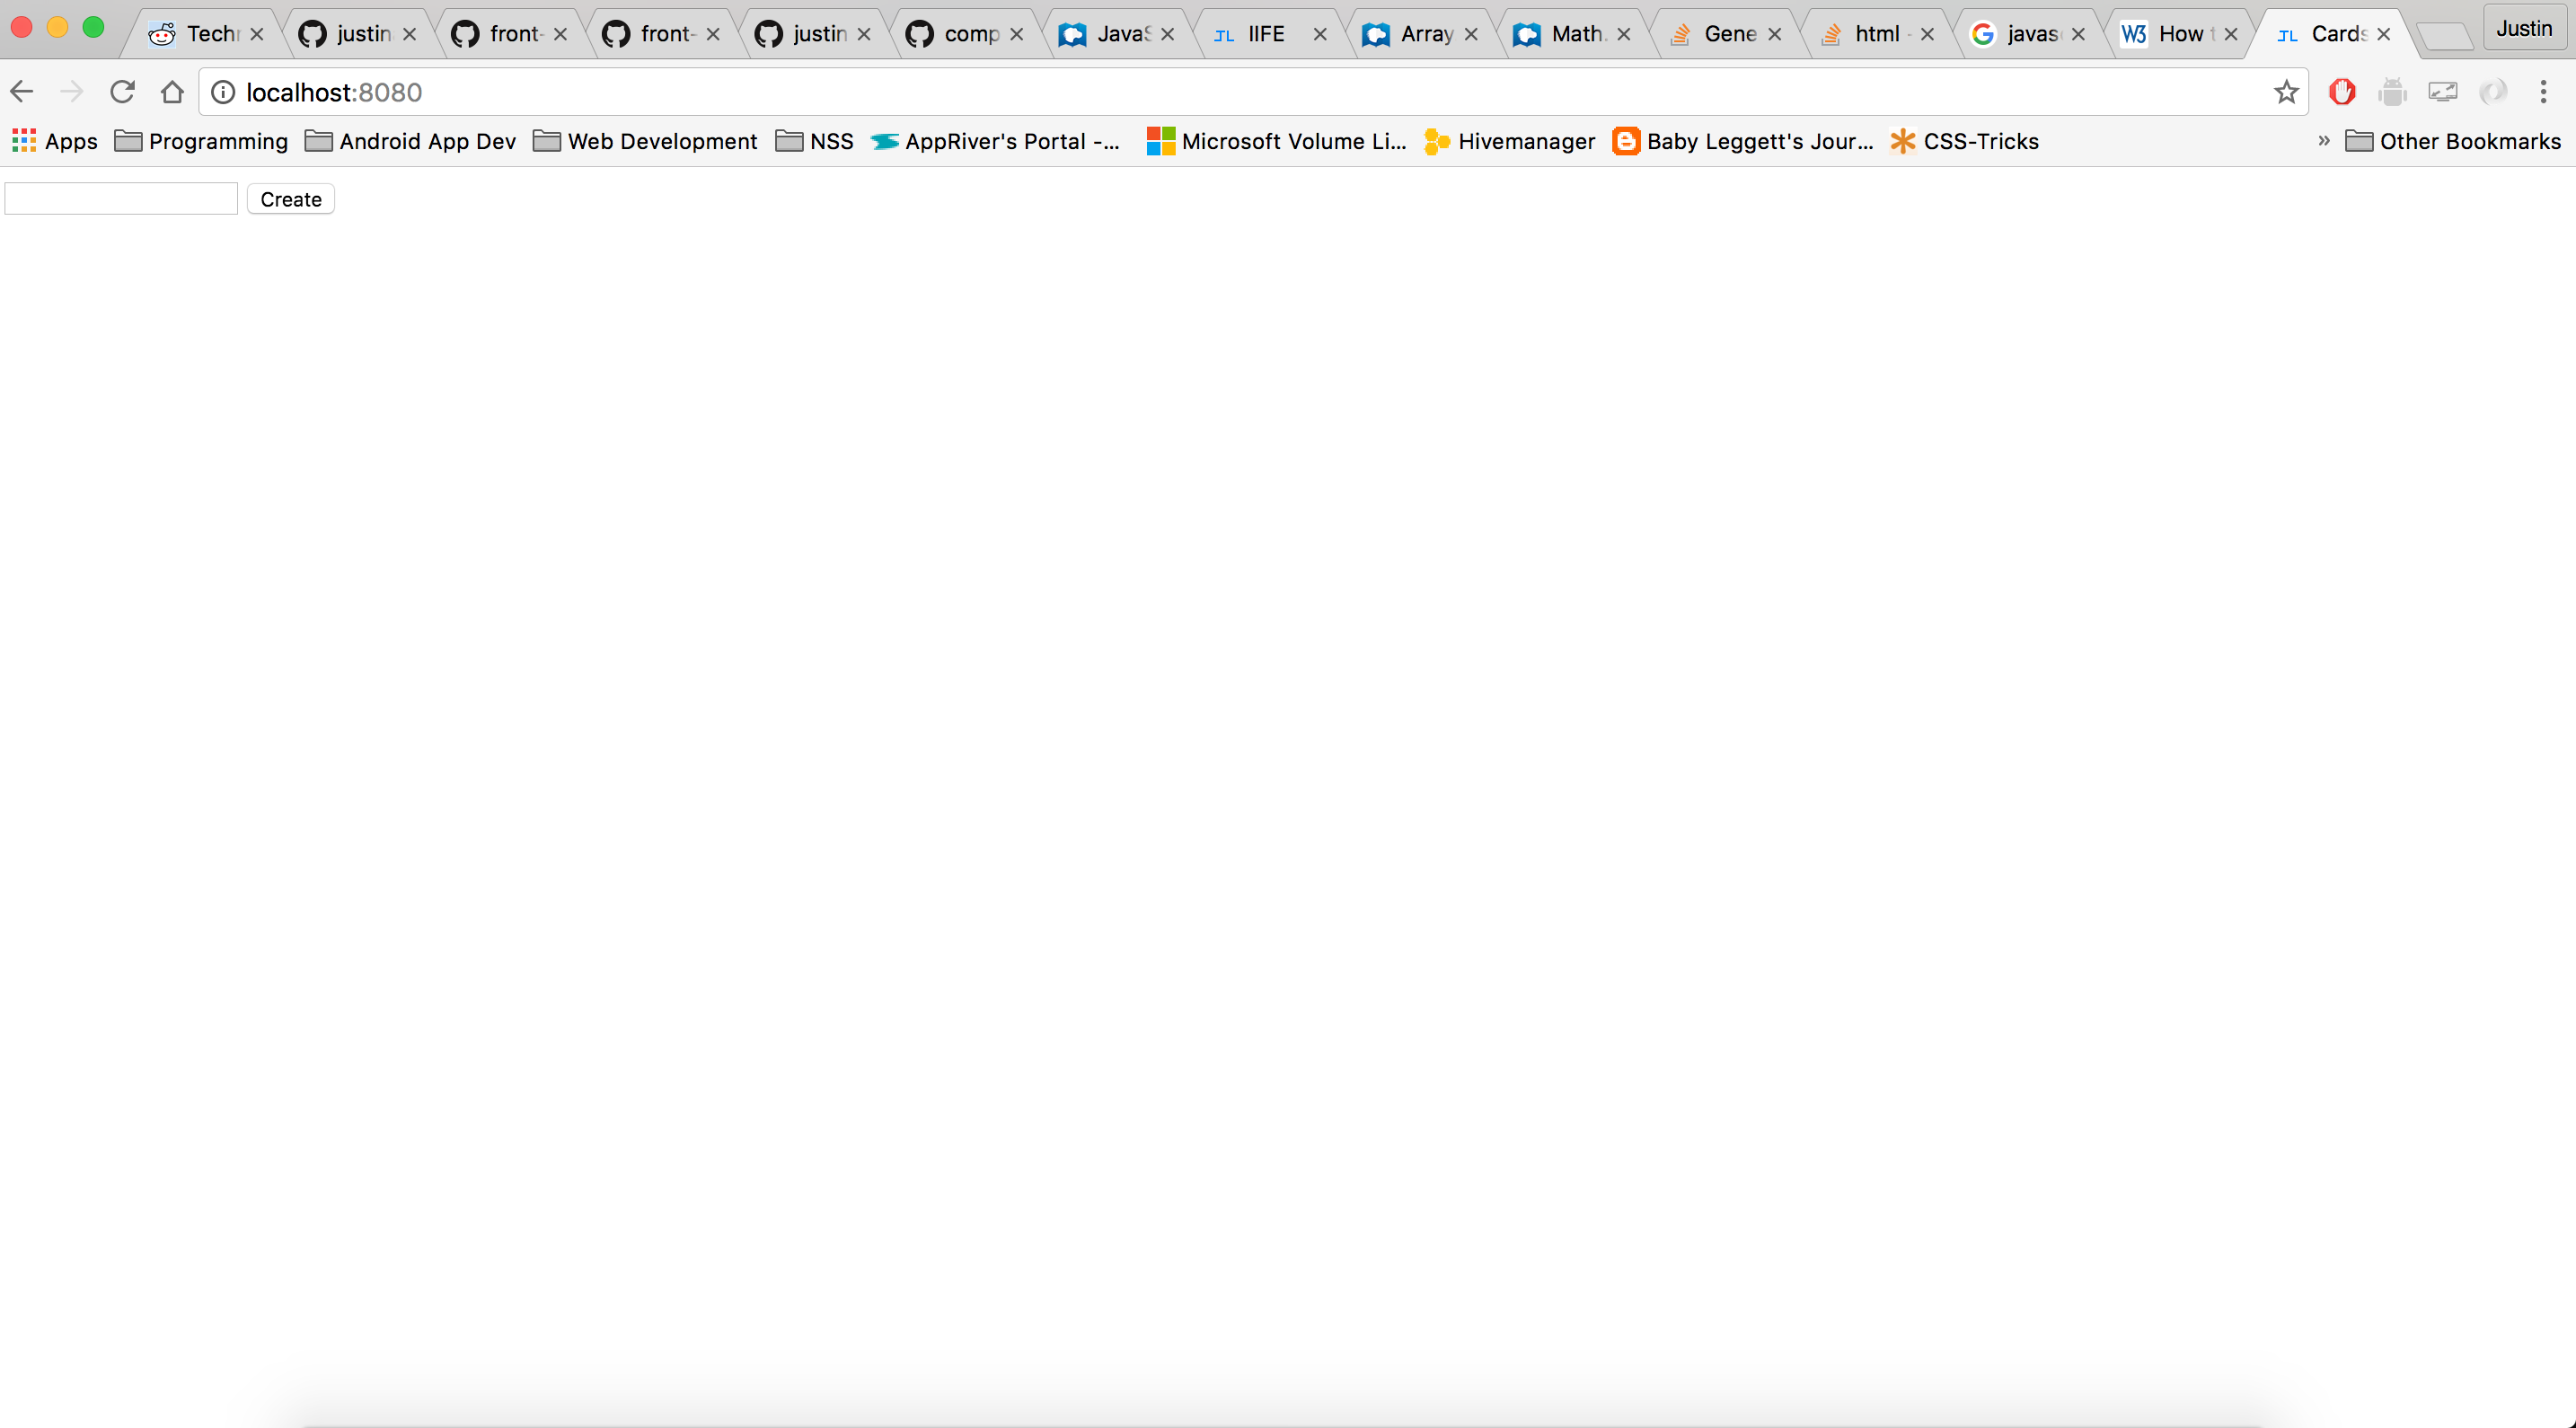 Techn justin front- front- justin comp JavaS IIFE Array Math. Gene html - javasc How t Cards Justin
localhost:8080
Apps Programming Android App Dev Web Development NSS AppRiver's Portal -... Microsoft Volume Li... Hivemanager Baby Leggett's Jour... CSS-Tricks » Other Bookmarks
Create